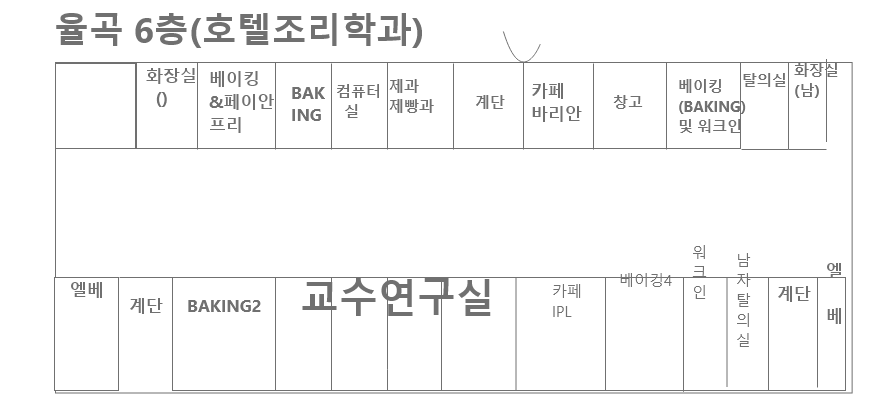 율곡 6층(호텔조리학과)
화장실
()
베이킹
&페이안
프리
BAK
ING
컴퓨터
실
제과
제빵과
계단
카페
바리안
창고
베이킹
(BAKING)
및 워크인
탈의실
화장실
(남)
엘베
계단
BAKING2
교수연구실
카페
IPL
베이킹4
워
크
인
남
자
탈
의
실
계단
엘
베